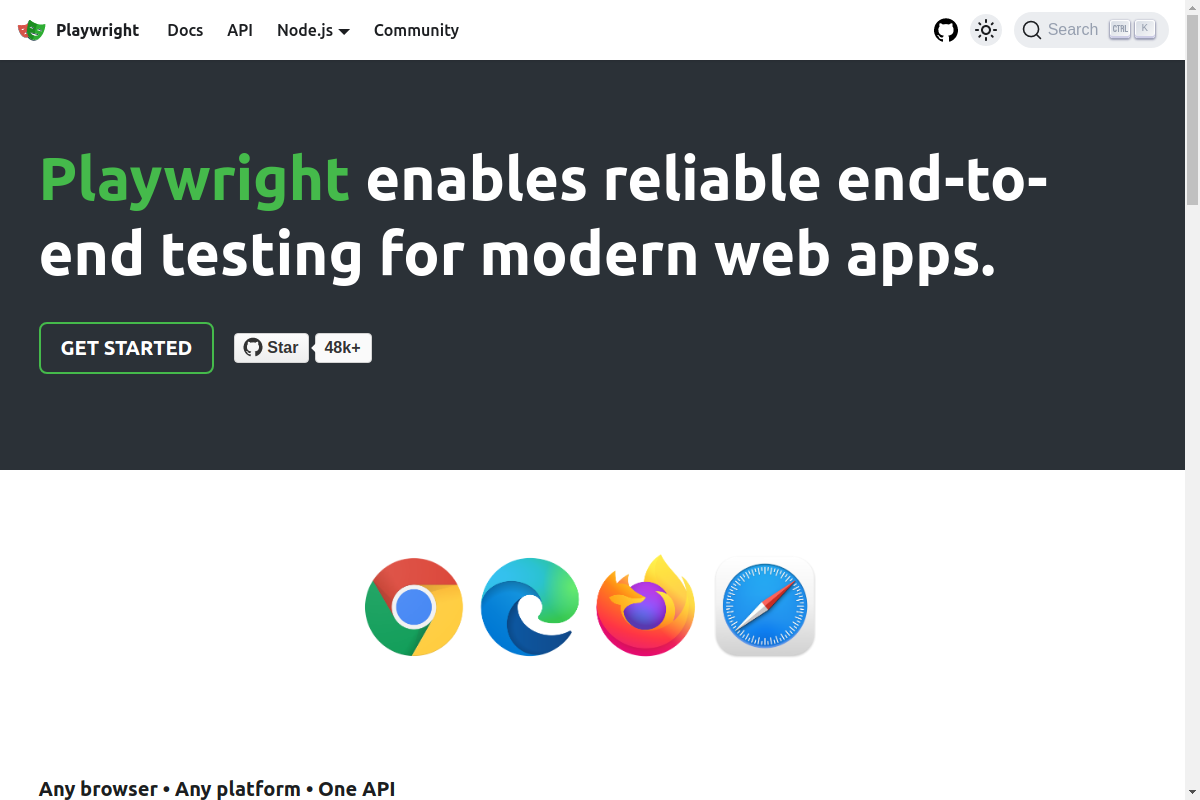 Playwright Docs API Node.js Community Search CTRL K
Playwright enables reliable end-to-
end testing for modern web apps.
GET STARTED Star 48k+
Any browser • Any platform • One API